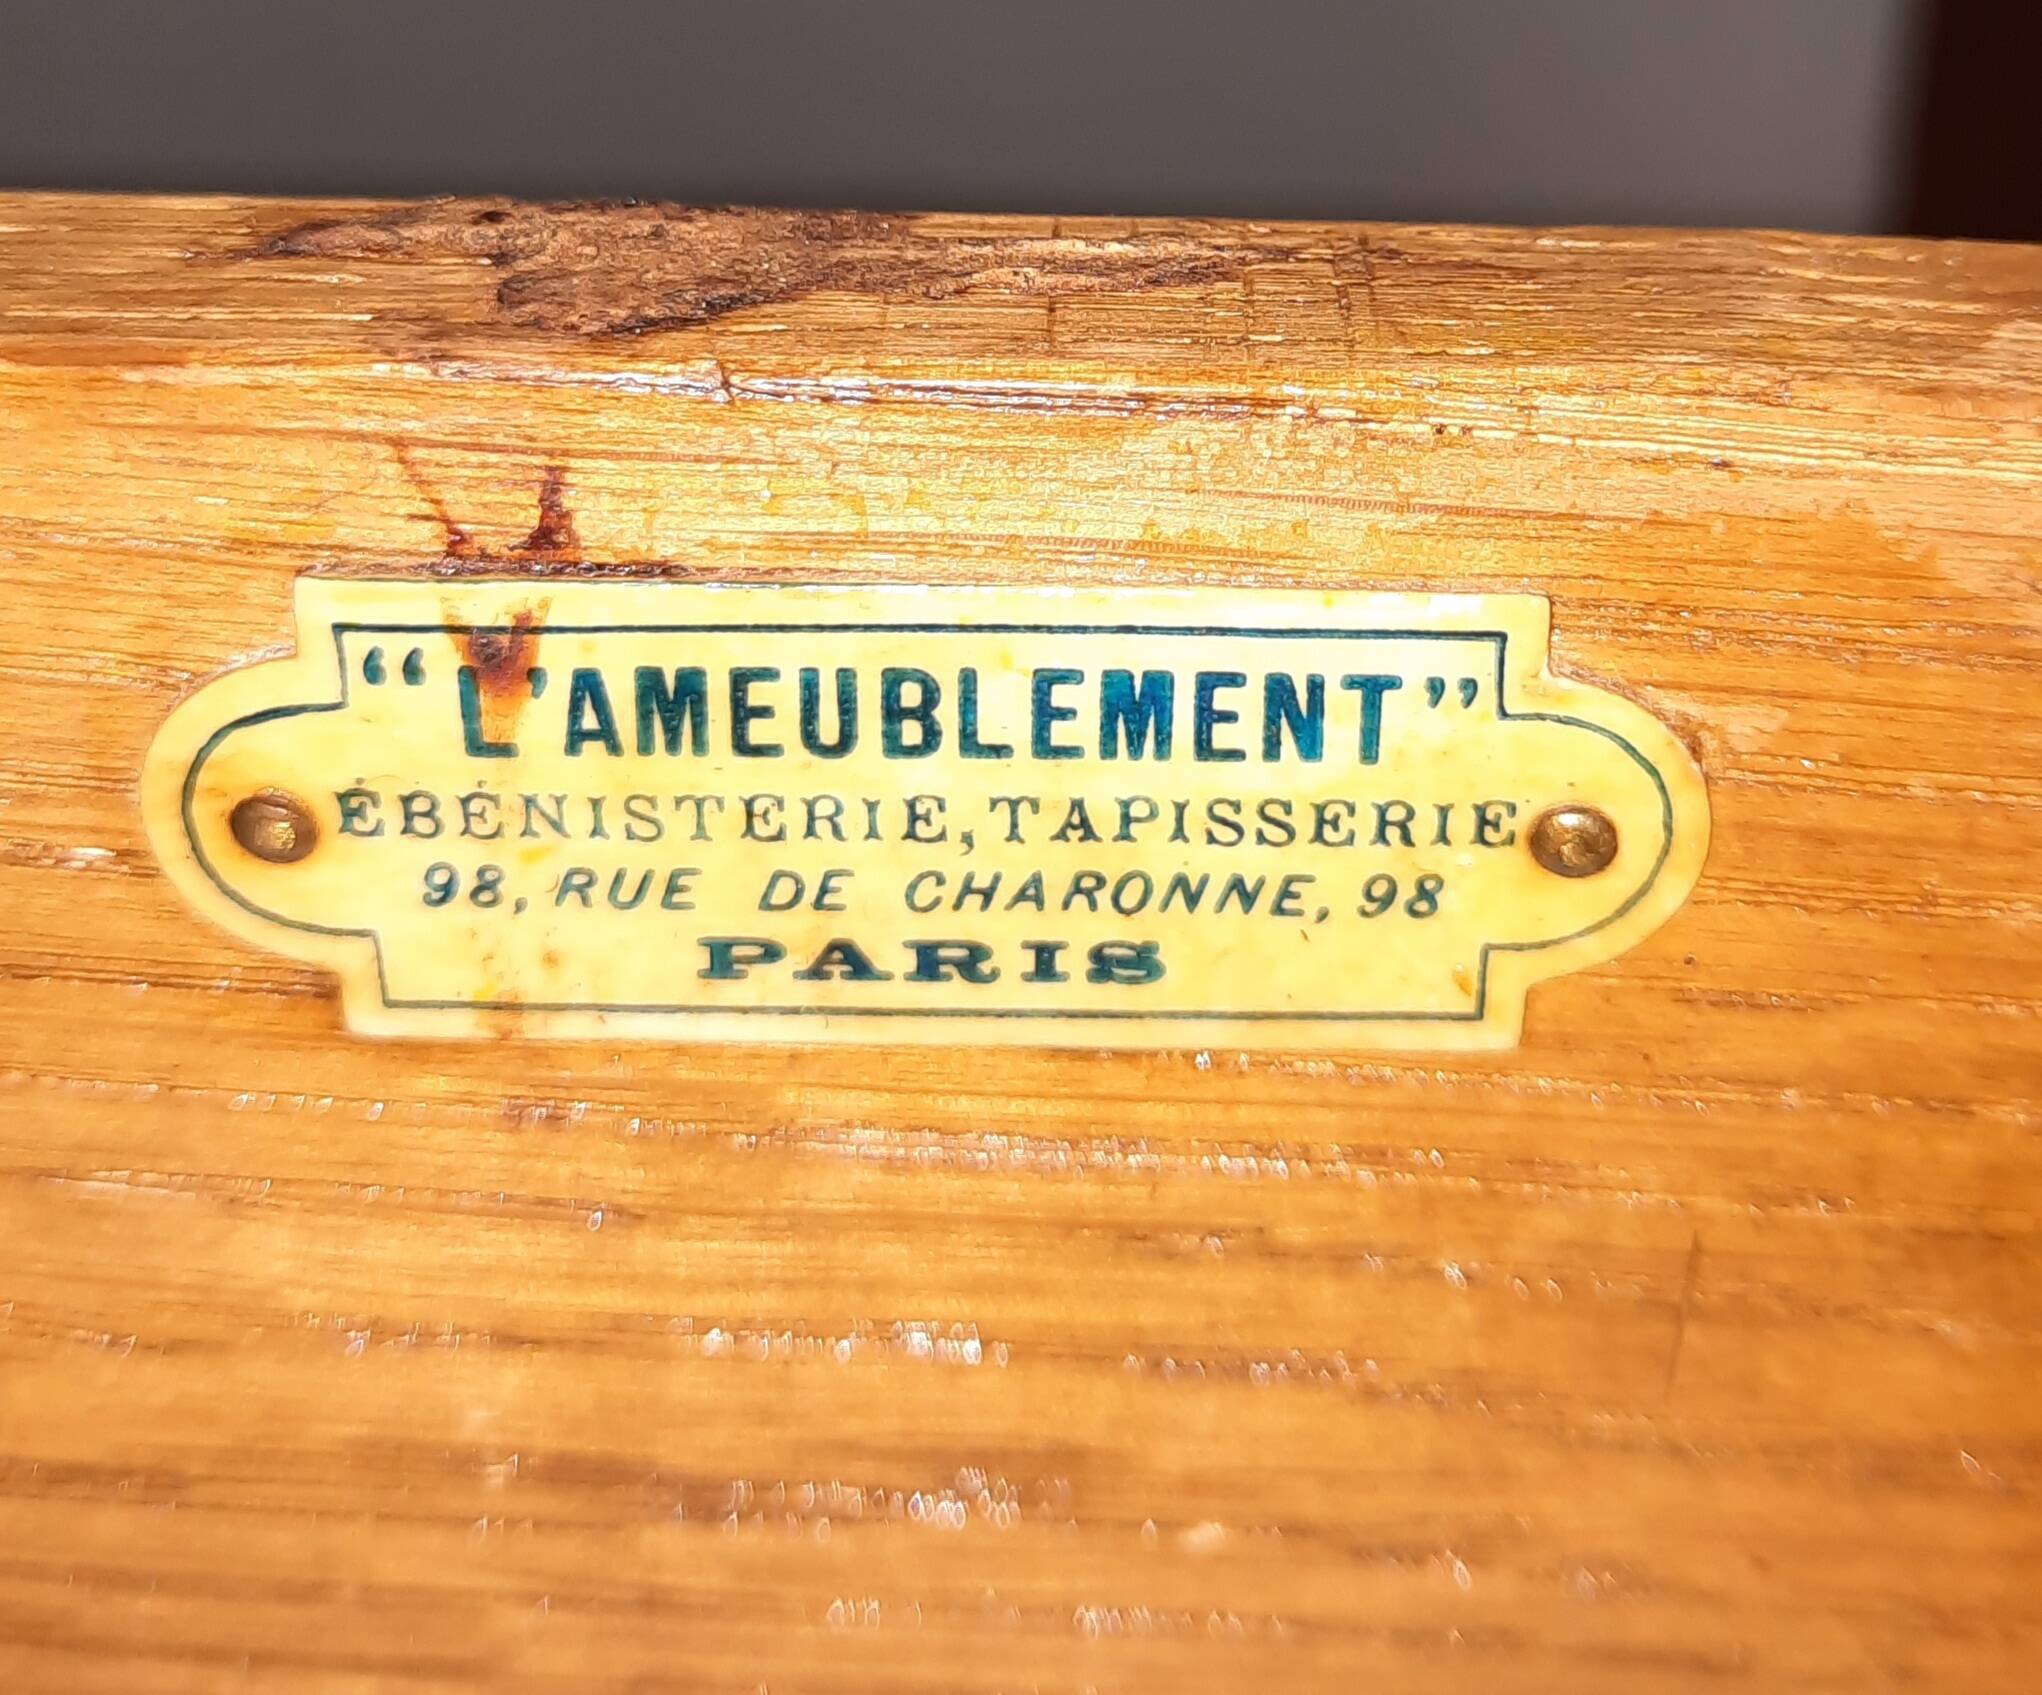 “L'AMEUBLEMENT”
ÉBÉNISTERIE, TAPISSERIE
98, RUE DE CHARONNE, 98
PARIS